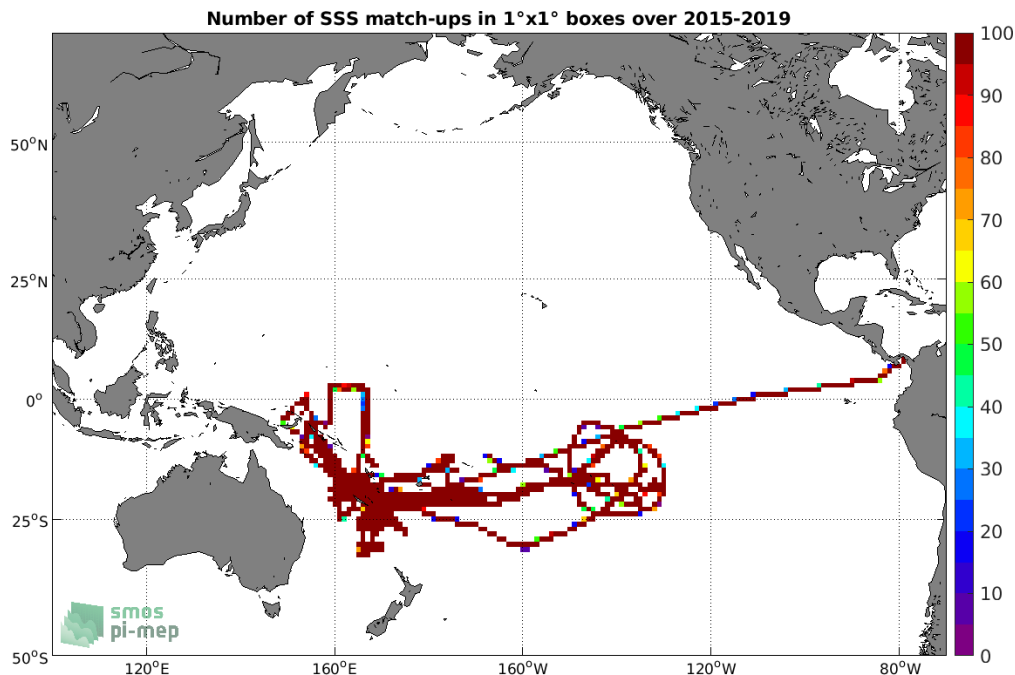 Number of SSS match-ups in 1°x1° boxes over 2015-2019
100
90
80
70
60
50
40
30
20
10
0
50°N
25°N
0°
25°S
50°S
120°E
160°E
160°W
120°W
80°W
smos
pi-mep